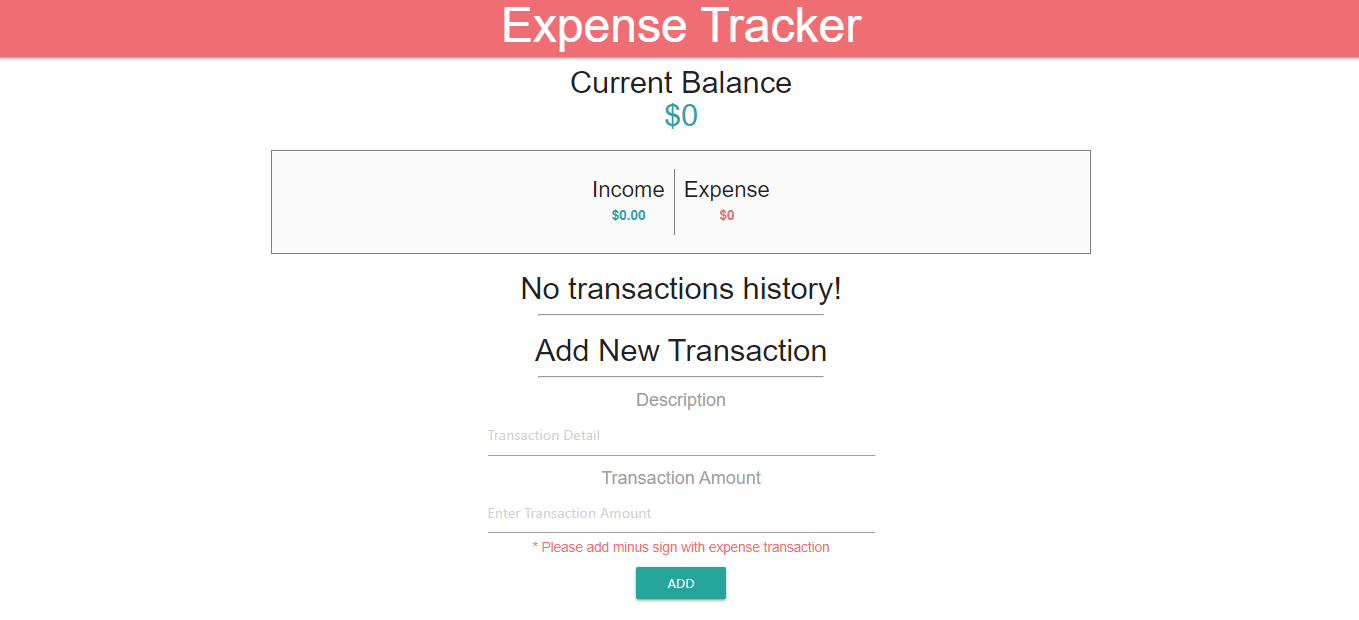 Expense Tracker
Current Balance
$0
Income Expense
$0.00 $0
No transactions history!
Add New Transaction
Description
Transaction Detail
Transaction Amount
Enter Transaction Amount
* Please add minus sign with expense transaction
ADD